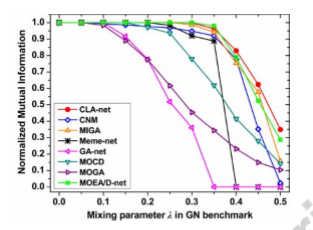 Normalized Mutual Information
1.0
0.9
0.8
0.7
0.6
0.5
0.4
0.3
0.2
0.1
0.0
CLA-net
CNM
MIGA
Meme-net
GA-net
MOCD
MOGA
MOEA/D-net
0.0 0.1 0.2 0.3 0.4 0.5
Mixing parameter λ in GN benchmark